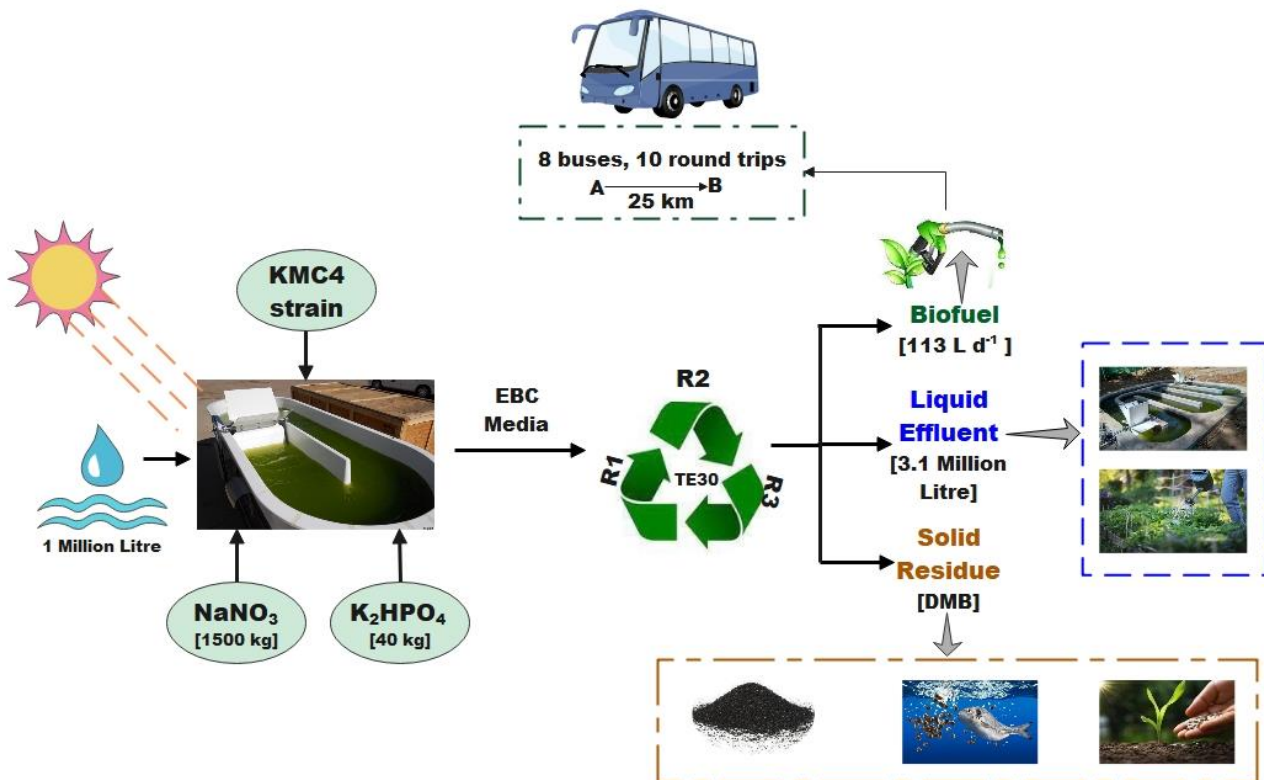 8 buses, 10 round trips
A B
25 km
KMC4
strain
1 Million Litre
NaNO₃
[1500 kg]
K₂HPO₄
[40 kg]
EBC
Media
R1
R2
R3
TE30
Biofuel
[113 L d⁻¹ ]
Liquid
Effluent
[3.1 Million
Litre]
Solid
Residue
[DMB]